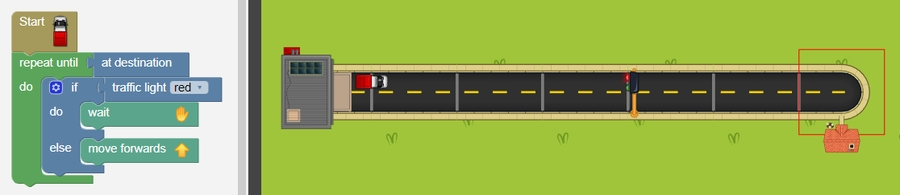 Start
repeat until at destination
do if traffic light red
do wait
else move forwards